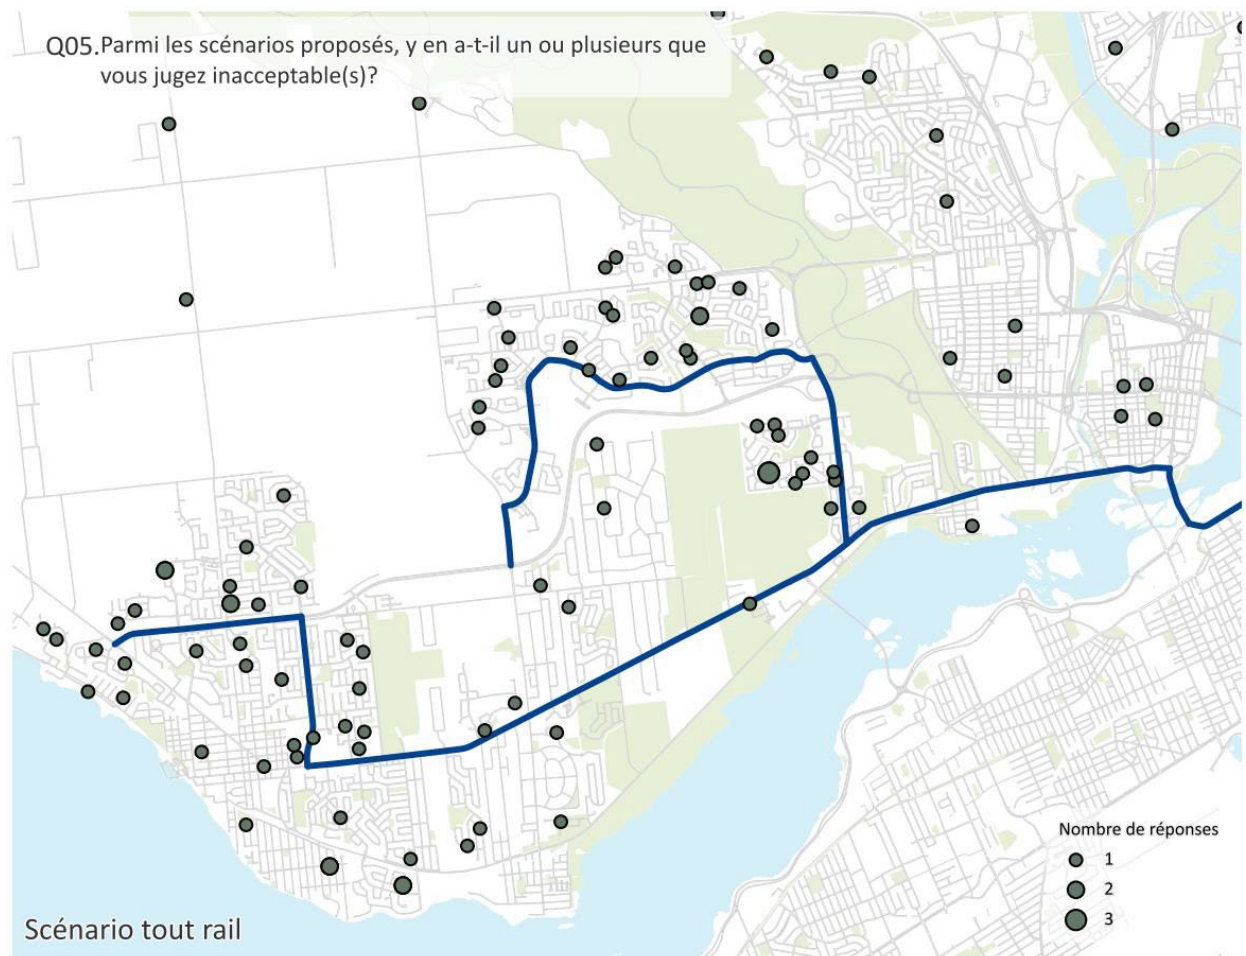 Q05. Parmi les scénarios proposés, y en a-t-il un ou plusieurs que
vous jugez inacceptable(s)?
Nombre de réponses
1
2
3
Scénario tout rail